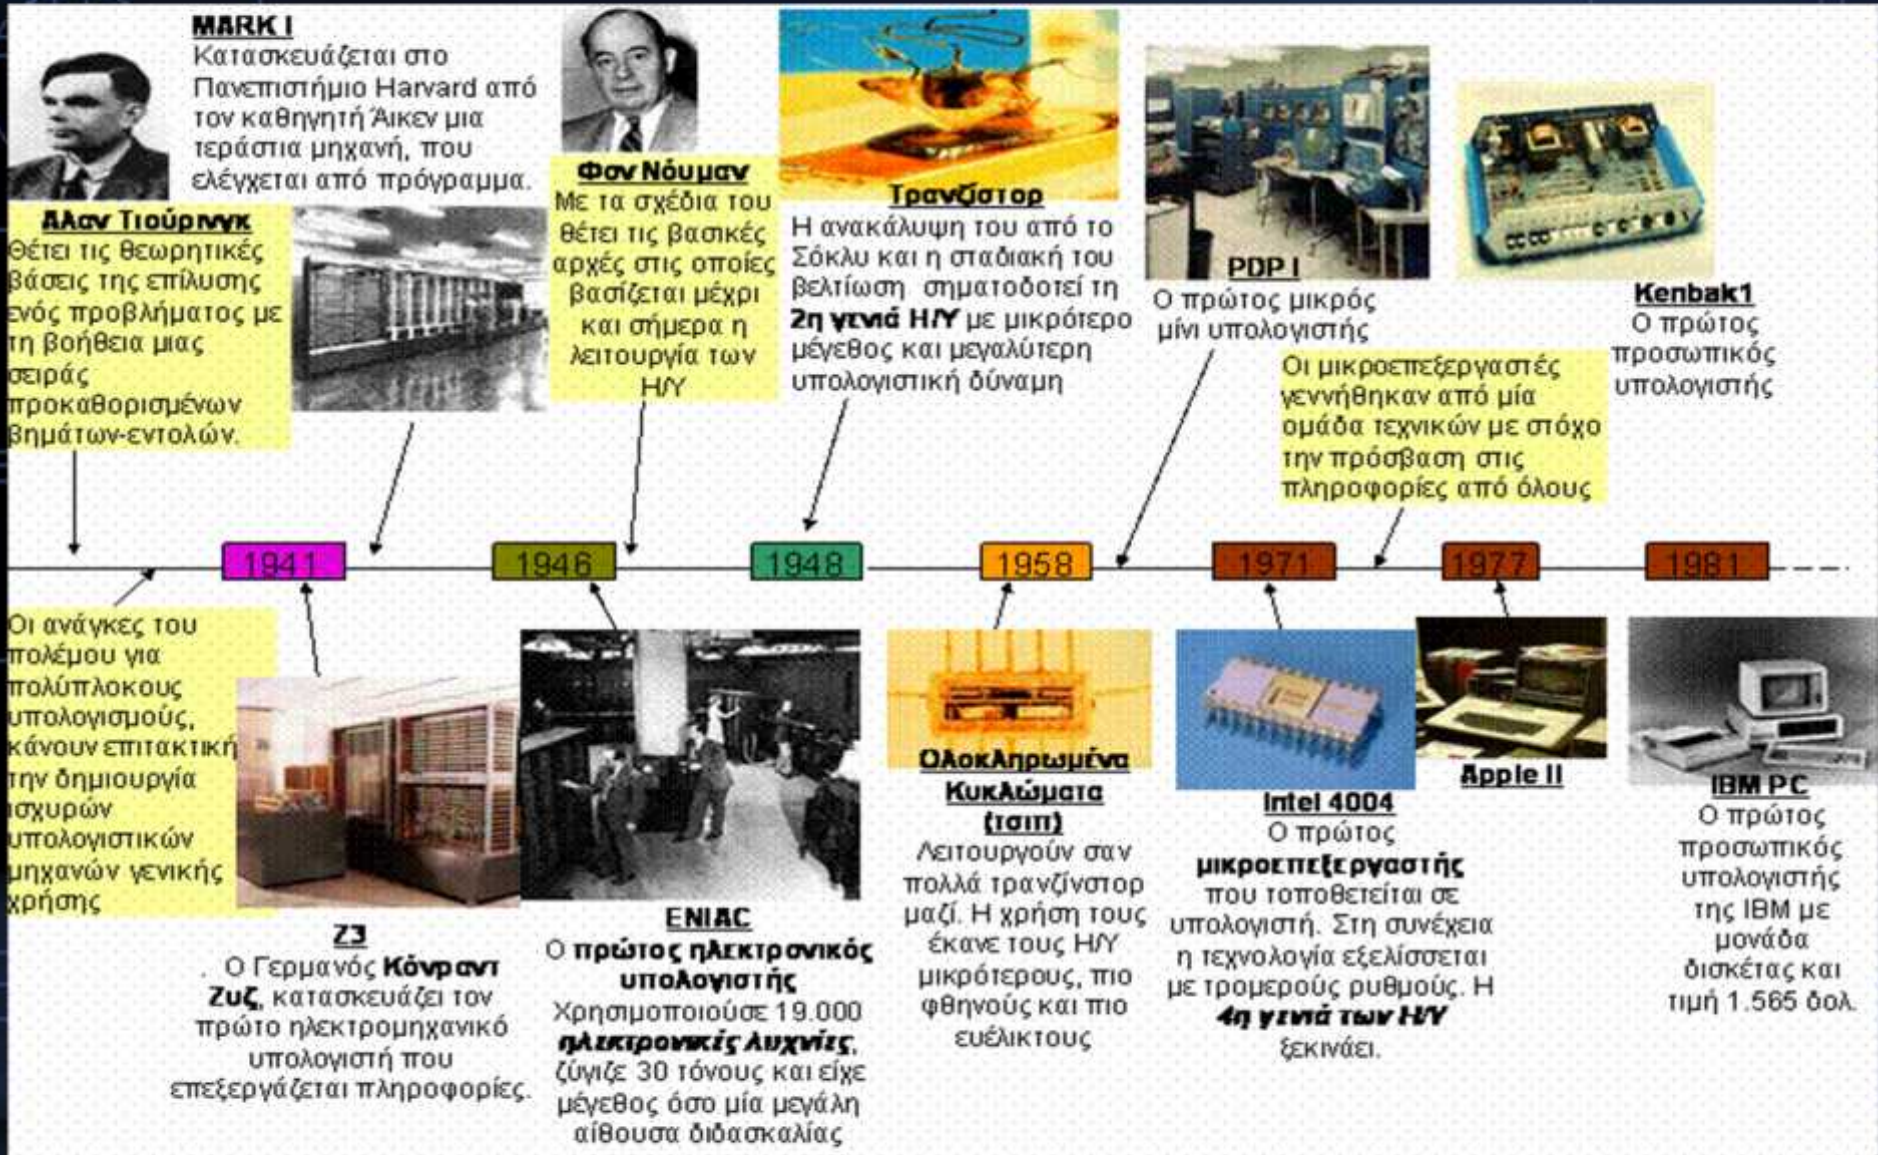 MARK I
Κατασκευάζεται στο
Πανεπιστήμιο Harvard από
τον καθηγητή Άικεν μια
τεράστια μηχανή, που
ελέγχεται από πρόγραμμα.
Άλαν Τιούρινγκ
Θέτει τις θεωρητικές
βάσεις της επίλυσης
ενός προβλήματος με
τη βοήθεια μιας
σειράς
προκαθορισμένων
βημάτων-εντολών.
Φον Νόυμαν
Με τα σχέδια του
θέτει τις βασικές
αρχές στις οποίες
βασίζεται μέχρι
και σήμερα η
λειτουργία των
Η/Υ
Τρανζίστορ
Η ανακάλυψη του από το
Σόκλυ και η σταδιακή του
βελτίωση σηματοδοτεί τη
2η γενιά Η/Υ με μικρότερο
μέγεθος και μεγαλύτερη
υπολογιστική δύναμη
PDP I
Ο πρώτος μικρός
μίνι υπολογιστής
Kenbak1
Ο πρώτος
προσωπικός
υπολογιστής
Οι μικροεπεξεργαστές
γεννήθηκαν από μία
ομάδα τεχνικών με στόχο
την πρόσβαση στις
πληροφορίες από όλους
1941
1946
1948
1958
1971
1977
1981
Οι ανάγκες του
πολέμου για
πολύπλοκους
υπολογισμούς,
κάνουν επιτακτική
την δημιουργία
ισχυρών
υπολογιστικών
μηχανών γενικής
χρήσης
Z3
. Ο Γερμανός Κόνραντ
Ζυζ, κατασκευάζει τον
πρώτο ηλεκτρομηχανικό
υπολογιστή που
επεξεργάζεται πληροφορίες.
ENIAC
Ο πρώτος ηλεκτρονικός
υπολογιστής
Χρησιμοποιούσε 19.000
ηλεκτρονικές λυχνίες,
ζύγιζε 30 τόνους και είχε
μέγεθος όσο μία μεγάλη
αίθουσα διδασκαλίας
Ολοκληρωμένα
Κυκλώματα
(τσιπ)
Λειτουργούν σαν
πολλά τρανζίνστορ
μαζί. Η χρήση τους
έκανε τους Η/Υ
μικρότερους, πιο
φθηνούς και πιο
ευέλικτους
Intel 4004
Ο πρώτος
μικροεπεξεργαστής
που τοποθετείται σε
υπολογιστή. Στη συνέχεια
η τεχνολογία εξελίσσεται
με τρομερούς ρυθμούς. Η
4η γενιά των Η/Υ
ξεκινάει.
Apple II
IBM PC
Ο πρώτος
προσωπικός
υπολογιστής
της IBM με
μονάδα
δισκέτας και
τιμή 1.565 δολ.